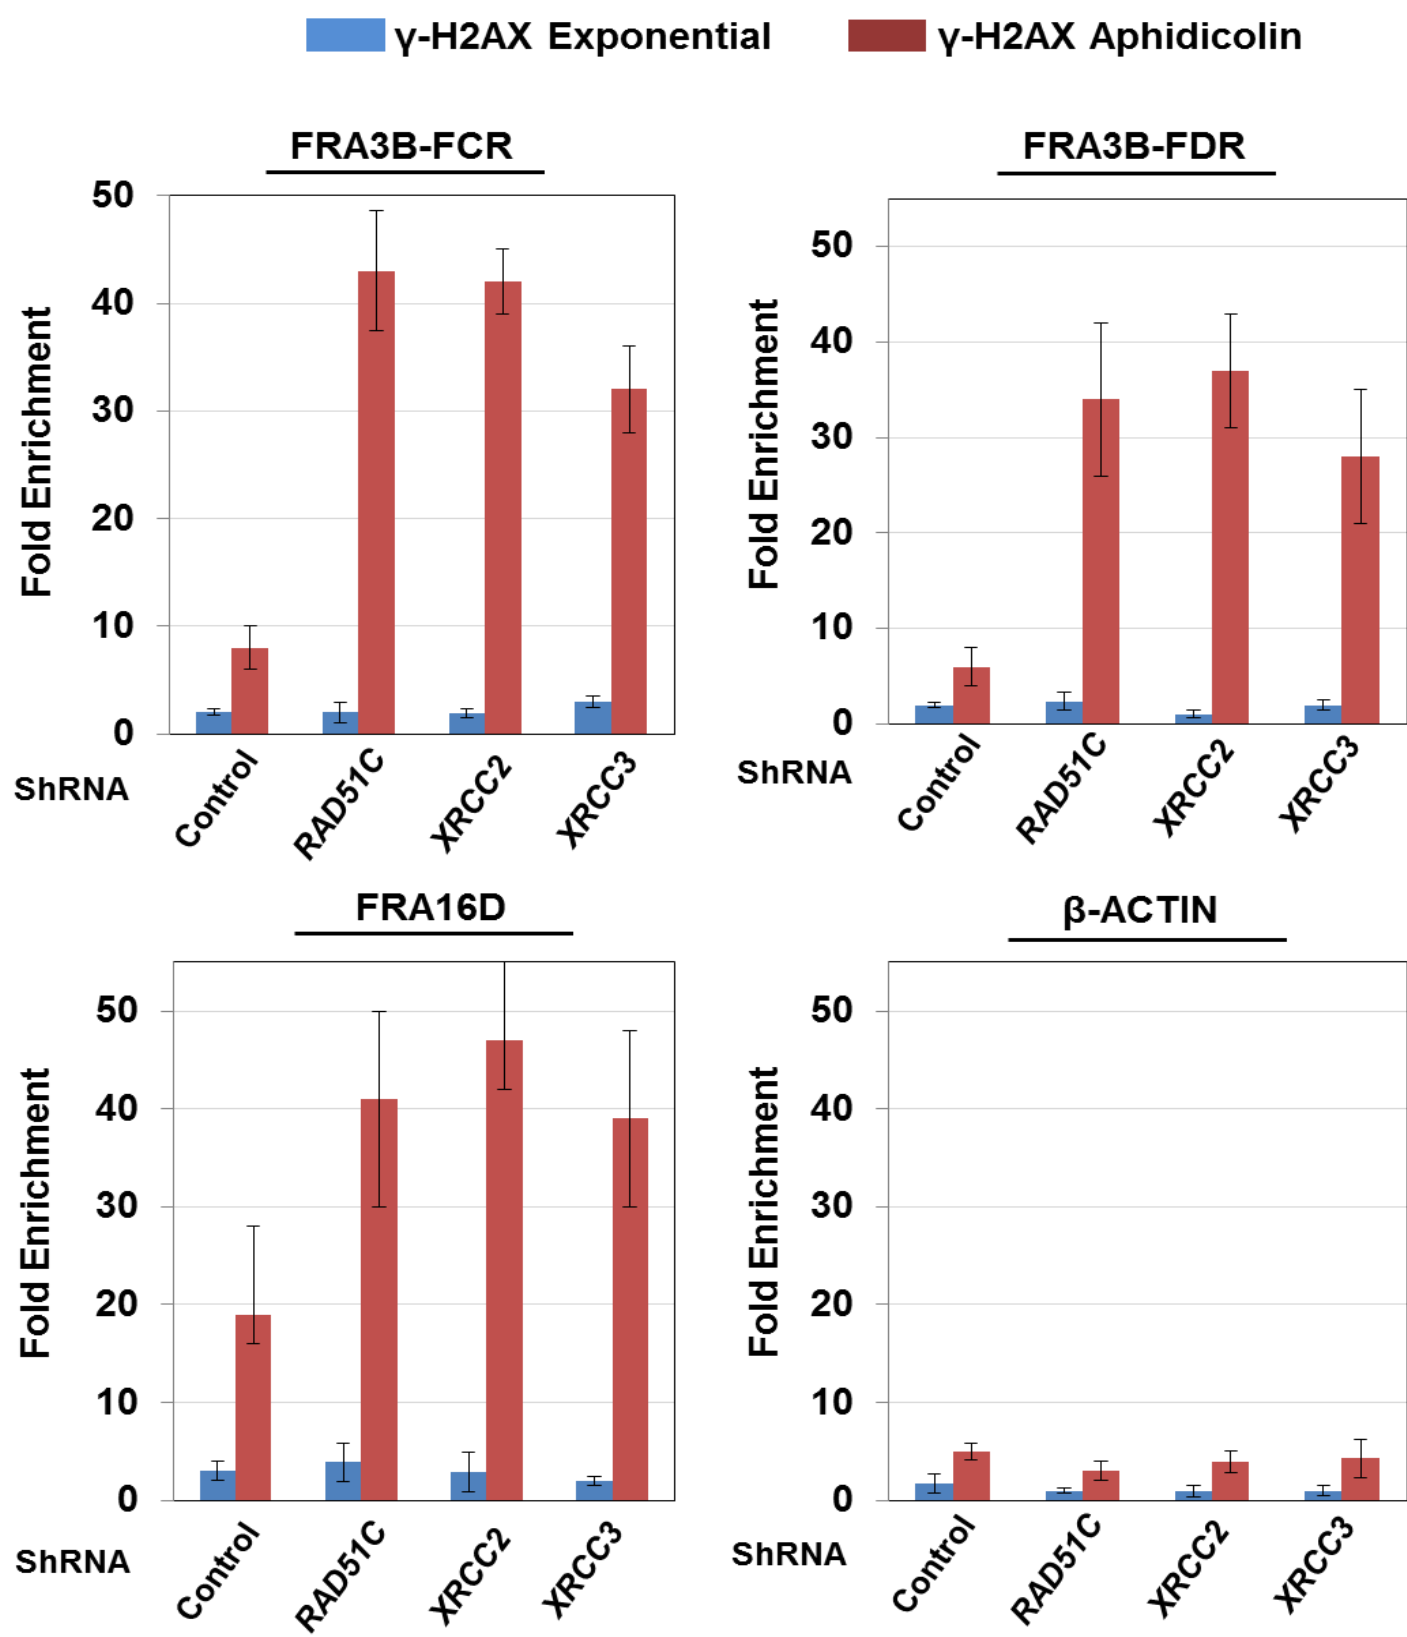 γ-H2AX Exponential γ-H2AX Aphidicolin
FRA3B-FCR
Fold Enrichment
50
40
30
20
10
0
ShRNA
Control
RAD51C
XRCC2
XRCC3
FRA3B-FDR
Fold Enrichment
50
40
30
20
10
0
ShRNA
Control
RAD51C
XRCC2
XRCC3
FRA16D
Fold Enrichment
50
40
30
20
10
0
ShRNA
Control
RAD51C
XRCC2
XRCC3
β-ACTIN
Fold Enrichment
50
40
30
20
10
0
ShRNA
Control
RAD51C
XRCC2
XRCC3